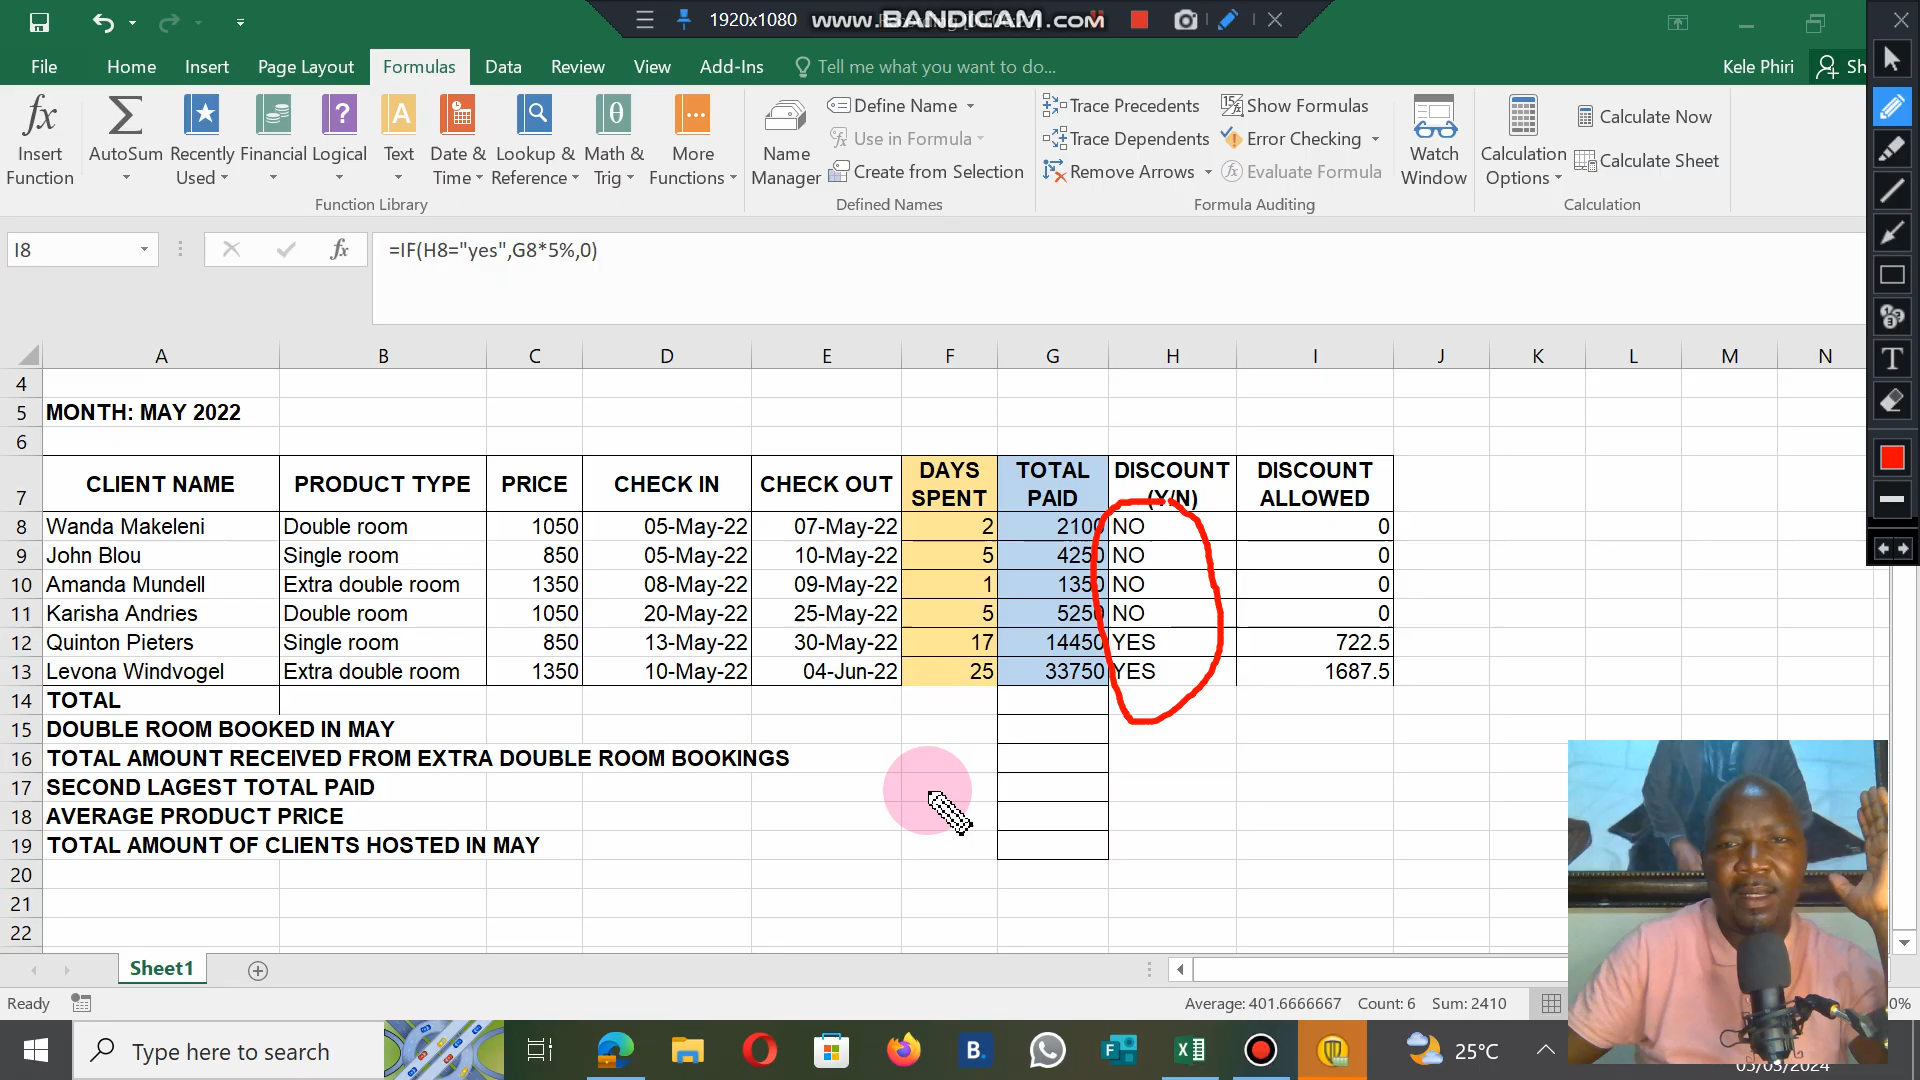 1920x1080
www.BANDICAM.com
File
Home
Insert
Page Layout
Formulas
Data
Review
View
Add-Ins
Tell me what you want to do...
Kele Phiri
Sh
Insert Function
AutoSum
Recently Used
Financial
Logical
Text
Date & Time
Lookup & Reference
Math & Trig
More Functions
Function Library
Name Manager
Define Name
Use in Formula
Create from Selection
Defined Names
Trace Precedents
Trace Dependents
Remove Arrows
Show Formulas
Error Checking
Evaluate Formula
Formula Auditing
Watch Window
Calculation Options
Calculate Now
Calculate Sheet
Calculation
I8
fx
=IF(H8="yes",G8*5%,0)
A B C D E F G H I J K L M N
4
5 MONTH: MAY 2022
6
7 CLIENT NAME PRODUCT TYPE PRICE CHECK IN CHECK OUT DAYS SPENT TOTAL PAID DISCOUNT (Y/N) DISCOUNT ALLOWED
8 Wanda Makeleni Double room 1050 05-May-22 07-May-22 2 2100 NO 0
9 John Blou Single room 850 05-May-22 10-May-22 5 4250 NO 0
10 Amanda Mundell Extra double room 1350 08-May-22 09-May-22 1 1350 NO 0
11 Karisha Andries Double room 1050 20-May-22 25-May-22 5 5250 NO 0
12 Quinton Pieters Single room 850 13-May-22 30-May-22 17 14450 YES 722.5
13 Levona Windvogel Extra double room 1350 10-May-22 04-Jun-22 25 33750 YES 1687.5
14 TOTAL
15 DOUBLE ROOM BOOKED IN MAY
16 TOTAL AMOUNT RECEIVED FROM EXTRA DOUBLE ROOM BOOKINGS
17 SECOND LAGEST TOTAL PAID
18 AVERAGE PRODUCT PRICE
19 TOTAL AMOUNT OF CLIENTS HOSTED IN MAY
20
21
22
Sheet1
Ready
Average: 401.6666667 Count: 6 Sum: 2410
0%
Type here to search
25°C